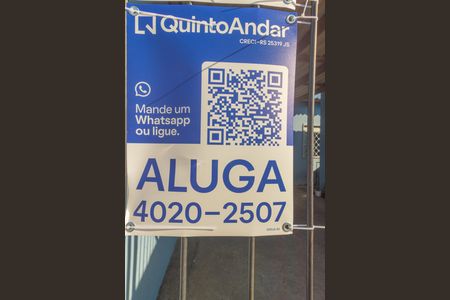 QuintoAndar
CRECI-RS 25319 JS
Mande um
Whatsapp
ou ligue.
ALUGA
4020-2507